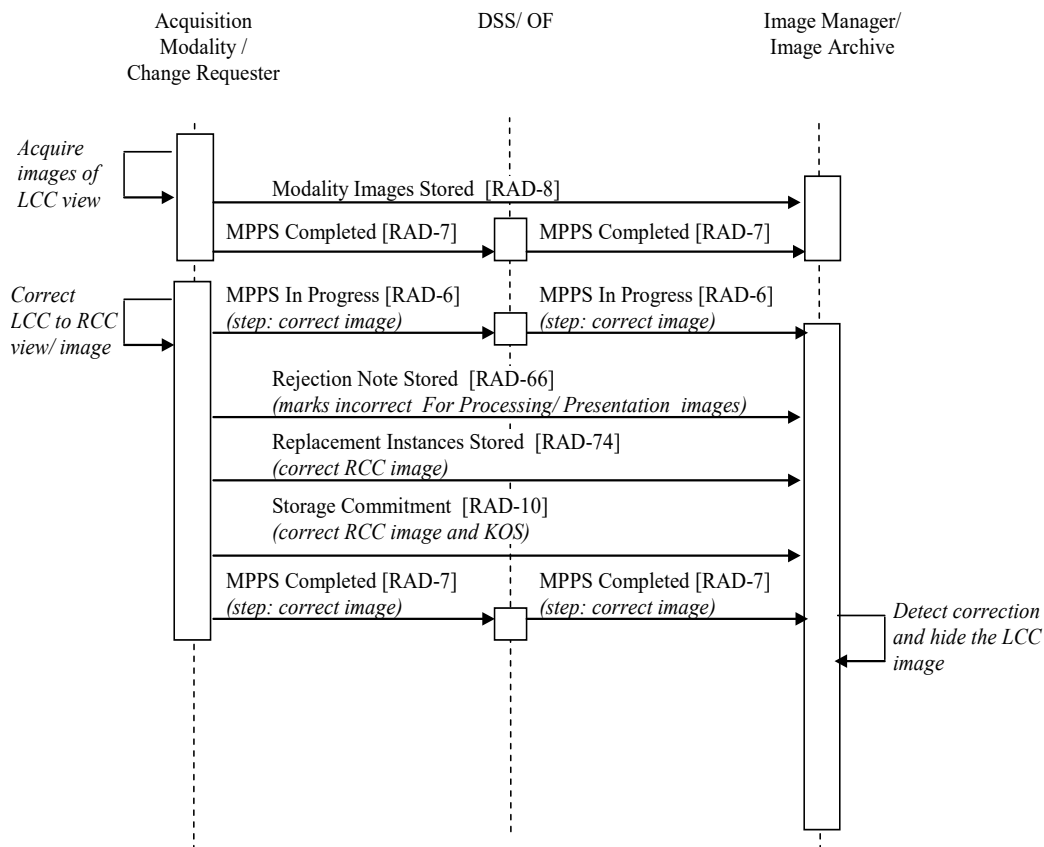 Acquisition
Modality /
Change Requester
DSS/ OF
Image Manager/
Image Archive
Acquire
images of
LCC view
Modality Images Stored [RAD-8]
MPPS Completed [RAD-7]
MPPS Completed [RAD-7]
Correct
LCC to RCC
view/ image
MPPS In Progress [RAD-6]
(step: correct image)
MPPS In Progress [RAD-6]
(step: correct image)
Rejection Note Stored [RAD-66]
(marks incorrect For Processing/ Presentation images)
Replacement Instances Stored [RAD-74]
(correct RCC image)
Storage Commitment [RAD-10]
(correct RCC image and KOS)
MPPS Completed [RAD-7]
(step: correct image)
MPPS Completed [RAD-7]
(step: correct image)
Detect correction
and hide the LCC
image